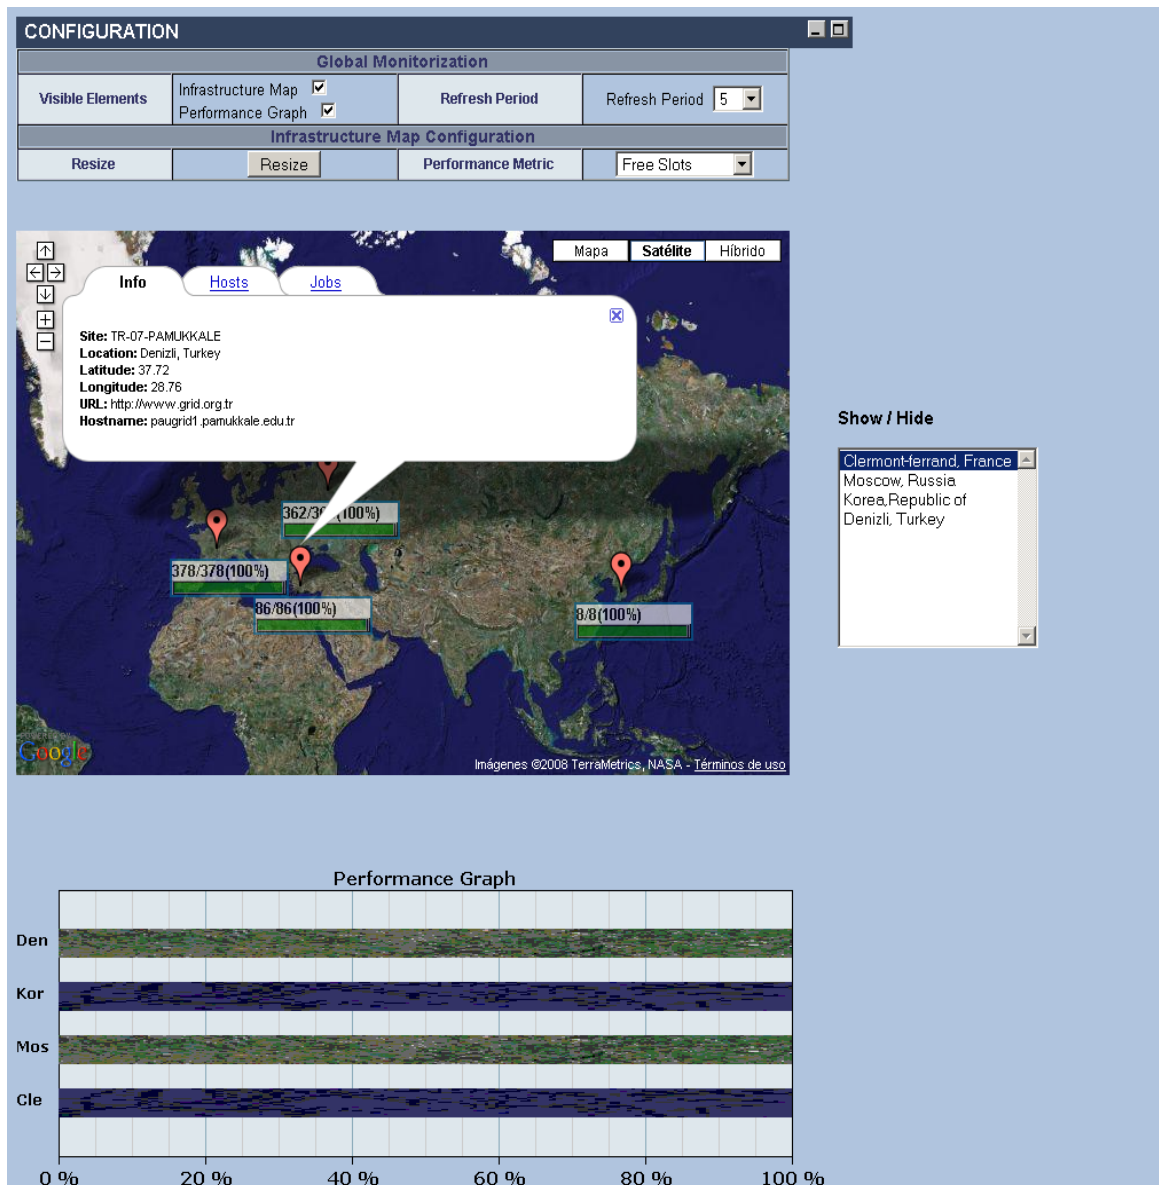 CONFIGURATION
Global Monitorization
Visible Elements
Infrastructure Map
Performance Graph
Refresh Period
Refresh Period 5
Infrastructure Map Configuration
Resize
Resize
Performance Metric
Free Slots
Mapa
Satélite
Híbrido
Info
Hosts
Jobs
Site: TR-07-PAMUKKALE
Location: Denizli, Turkey
Latitude: 37.72
Longitude: 28.76
URL: http://www.grid.org.tr
Hostname: paugrid1.pamukkale.edu.tr
(100%)
378/378(100%)
86/86(100%)
8/8(100%)
Google
Imágenes ©2008 TerraMetrics, NASA - Términos de uso
Show / Hide
Clermont-ferrand, France
Moscow, Russia
Korea,Republic of
Denizli, Turkey
Performance Graph
Den
Kor
Mos
Cle
0 %
20 %
40 %
60 %
80 %
100 %